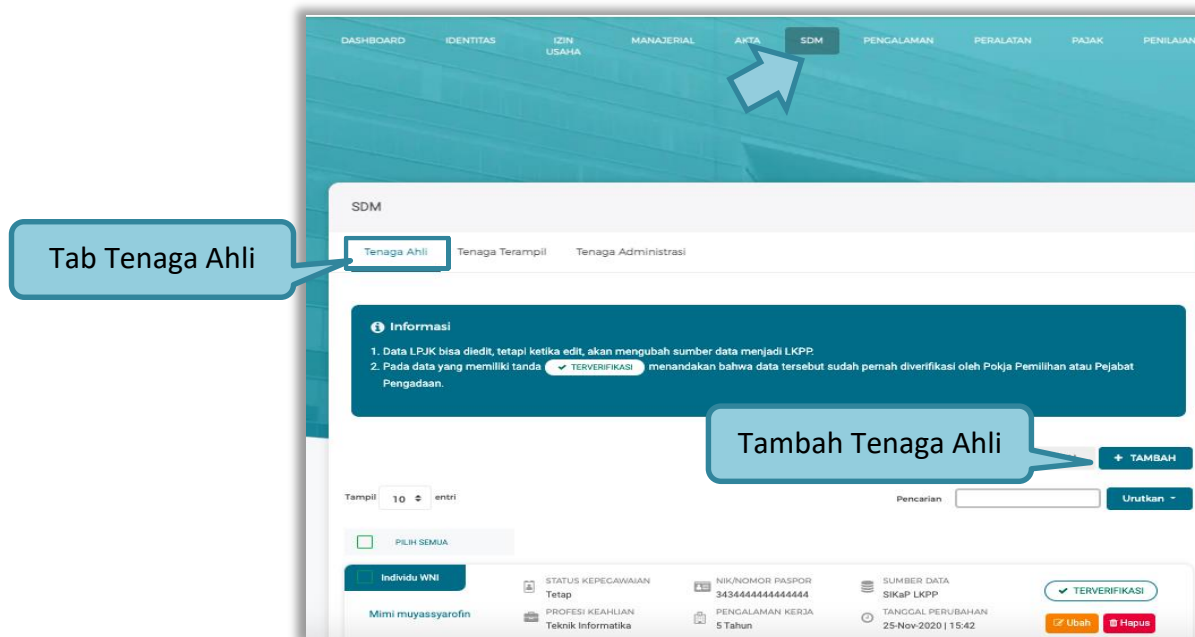 DASHBOARD IDENTITAS IZIN USAHA MANAJERIAL AKTA SDM PENGALAMAN PERALATAN PAJAK PENILAIAN
SDM
Tab Tenaga Ahli
Tenaga Ahli Tenaga Terampil Tenaga Administrasi
Informasi
1. Data LPJK bisa diedit, tetapi ketika edit, akan mengubah sumber data menjadi LKPP.
2. Pada data yang memiliki tanda TERVERIFIKASI menandakan bahwa data tersebut sudah pernah diverifikasi oleh Pokja Pemilihan atau Pejabat
Pengadaan.
Tambah Tenaga Ahli
+ TAMBAH
Tampil 10 entri Pencarian Urutkan
PILIH SEMUA
Individu WNI
Mimi muyassyarofin
STATUS KEPEGAWAIAN
Tetap
PROFESI KEAHLIAN
Teknik Informatika
NIK/NOMOR PASPOR
3434444444444444
PENGALAMAN KERJA
5 Tahun
SUMBER DATA
SIKaP LKPP
TANGGAL PERUBAHAN
25-Nov-2020 | 15:42
TERVERIFIKASI
Ubah Hapus